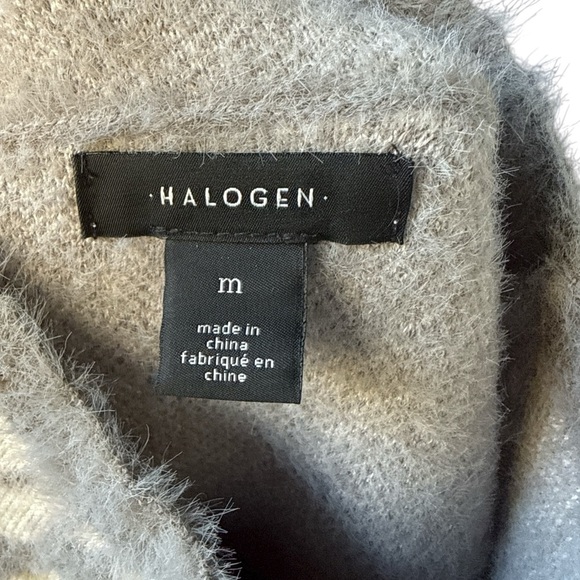 ·HALOGEN·
m
made in
china
fabriqué en
chine